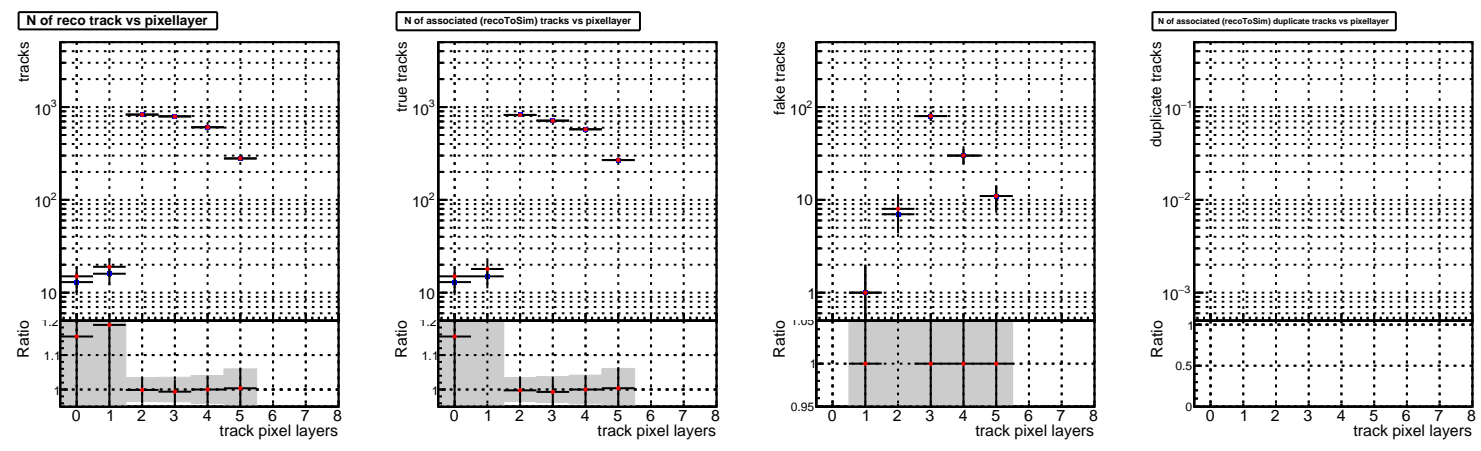 N of reco track vs pixellayer
tracks
10³
10²
10
Ratio
1.2
1.1
1
0 1 2 3 4 5 6 7 8
track pixel layers
N of associated (recoToSim) tracks vs pixellayer
true tracks
10³
10²
10
Ratio
1.2
1.1
1
0 1 2 3 4 5 6 7 8
track pixel layers
fake tracks
10²
10
1
Ratio
1.05
1
0.95
0 1 2 3 4 5 6 7 8
track pixel layers
N of associated (recoToSim) duplicate tracks vs pixellayer
duplicate tracks
10⁻¹
10⁻²
10⁻³
Ratio
1
0.5
0
0 1 2 3 4 5 6 7 8
track pixel layers